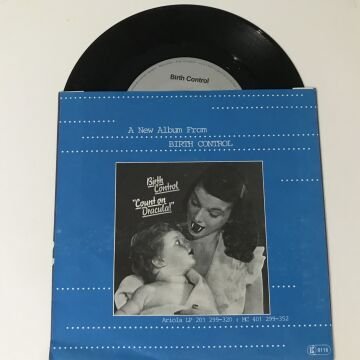 Birth Control
A New Album From
BIRTH CONTROL
Birth
Control
"Count on
Dracula!"
Ariola LP 201 299-320 : MC 401 299-352
0116